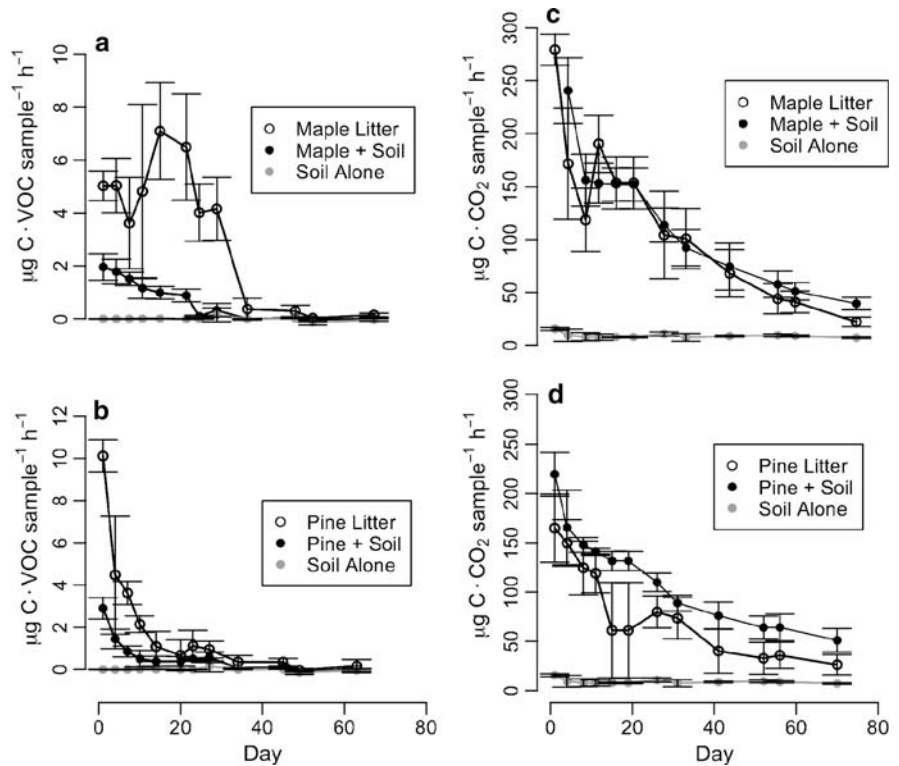 a
µg C · VOC sample⁻¹ h⁻¹
10
8
6
4
2
0
Maple Litter
Maple + Soil
Soil Alone
b
µg C · VOC sample⁻¹ h⁻¹
12
10
8
6
4
2
0
Pine Litter
Pine + Soil
Soil Alone
0 20 40 60 80
Day
c
µg C · CO₂ sample⁻¹ h⁻¹
300
250
200
150
100
50
0
Maple Litter
Maple + Soil
Soil Alone
d
µg C · CO₂ sample⁻¹ h⁻¹
300
250
200
150
100
50
0
Pine Litter
Pine + Soil
Soil Alone
0 20 40 60 80
Day